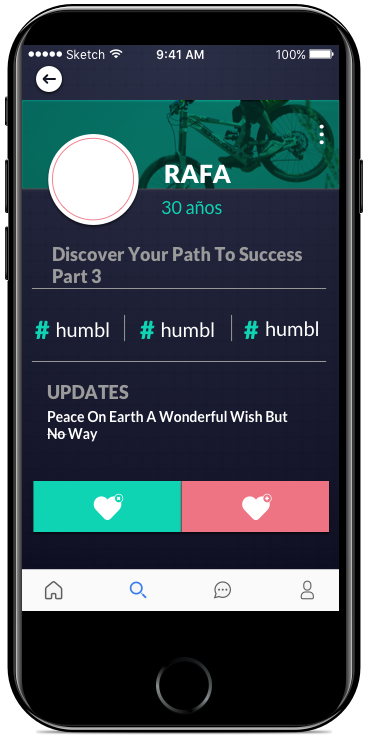 Sketch 9:41 AM 100%
RAFA
30 años
Discover Your Path To Success
Part 3
# humbl # humbl # humbl
UPDATES
Peace On Earth A Wonderful Wish But
No Way